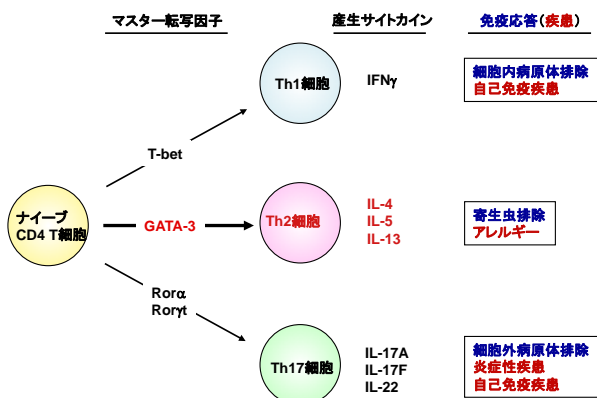 マスター転写因子
産生サイトカイン
免疫応答(疾患)
Th1細胞
IFNγ
細胞内病原体排除
自己免疫疾患
T-bet
ナイーブ
CD4 T細胞
GATA-3
Th2細胞
IL-4
IL-5
IL-13
寄生虫排除
アレルギー
Rorα
Rorγt
Th17細胞
IL-17A
IL-17F
IL-22
細胞外病原体排除
炎症性疾患
自己免疫疾患